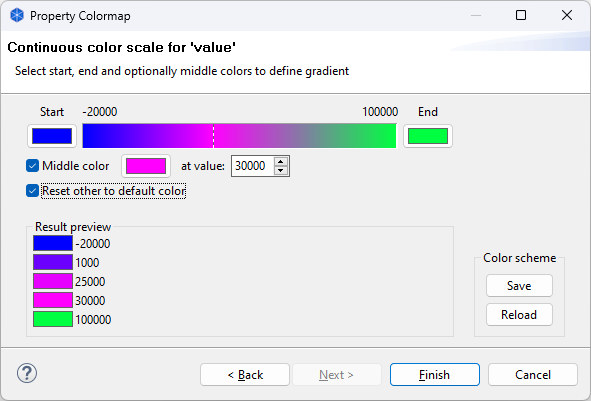 Property Colormap
Continuous color scale for 'value'
Select start, end and optionally middle colors to define gradient
Start -20000 100000 End
Middle color at value: 30000
Reset other to default color
Result preview
-20000
1000
25000
30000
100000
Color scheme
Save
Reload
? < Back Next > Finish Cancel